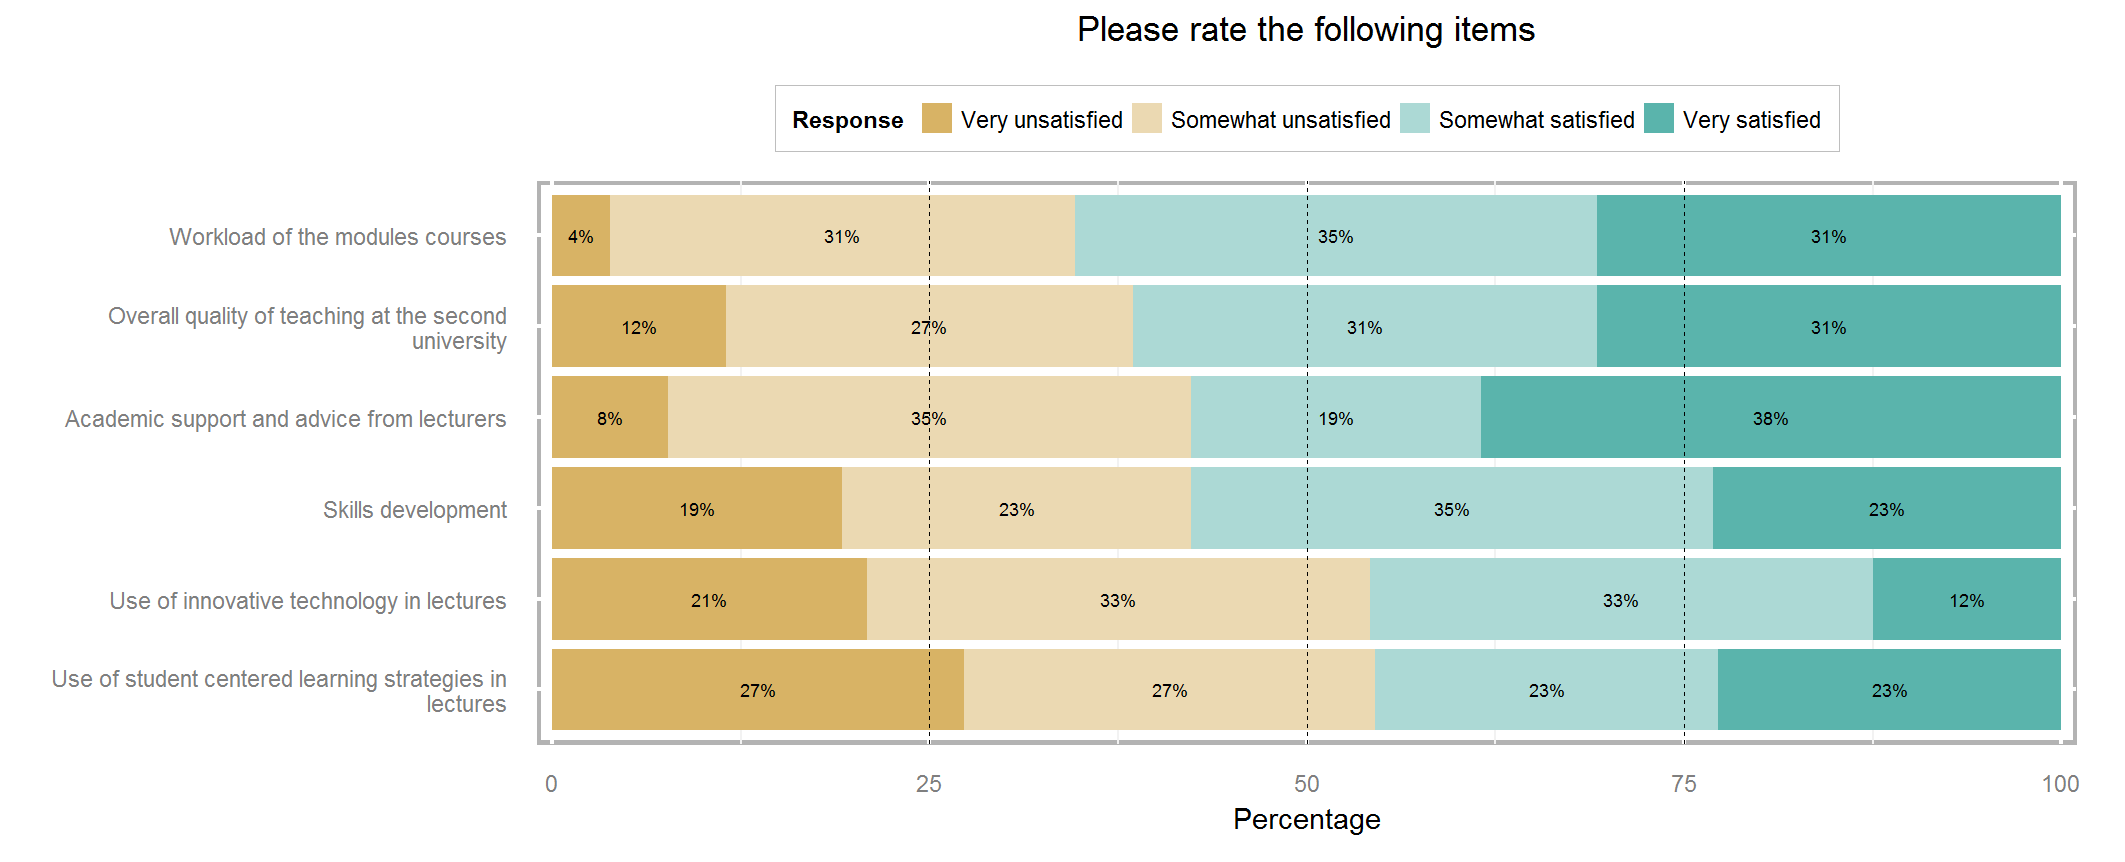 Please rate the following items
Response Very unsatisfied Somewhat unsatisfied Somewhat satisfied Very satisfied
Workload of the modules courses 4% 31% 35% 31%
Overall quality of teaching at the second
university 12% 27% 31% 31%
Academic support and advice from lecturers 8% 35% 19% 38%
Skills development 19% 23% 35% 23%
Use of innovative technology in lectures 21% 33% 33% 12%
Use of student centered learning strategies in
lectures 27% 27% 23% 23%
0 25 50 75 100
Percentage